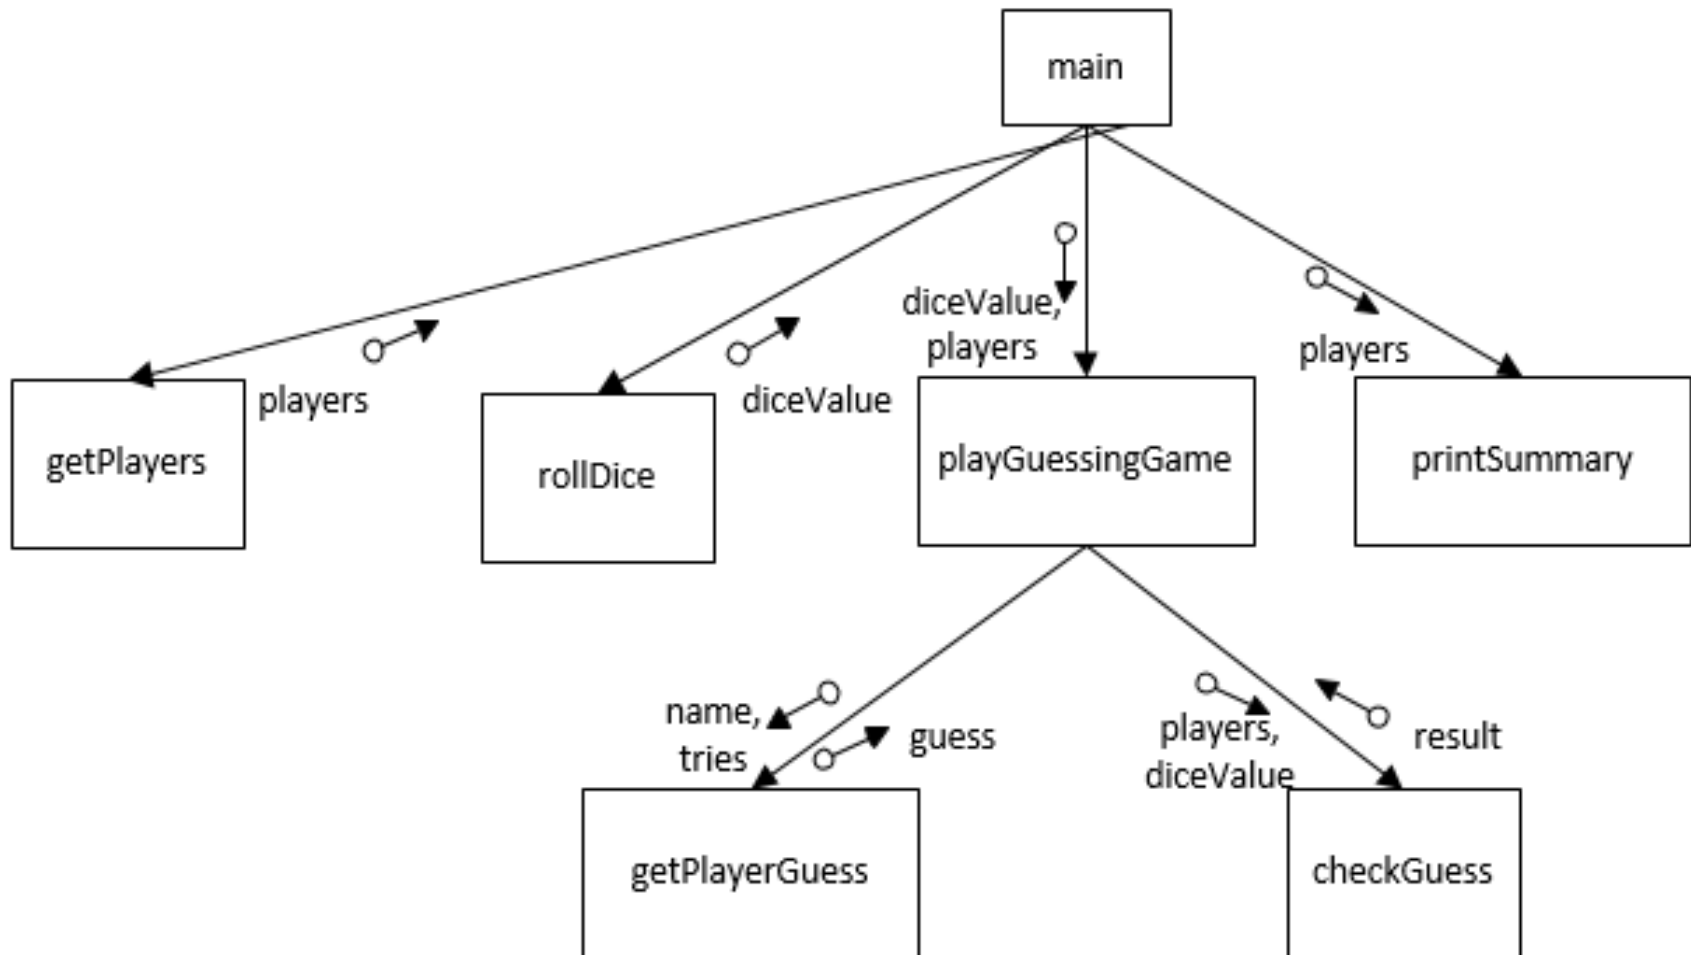 main
diceValue,
players
players
players
diceValue
getPlayers
rollDice
playGuessingGame
printSummary
name,
tries
guess
players,
diceValue
result
getPlayerGuess
checkGuess